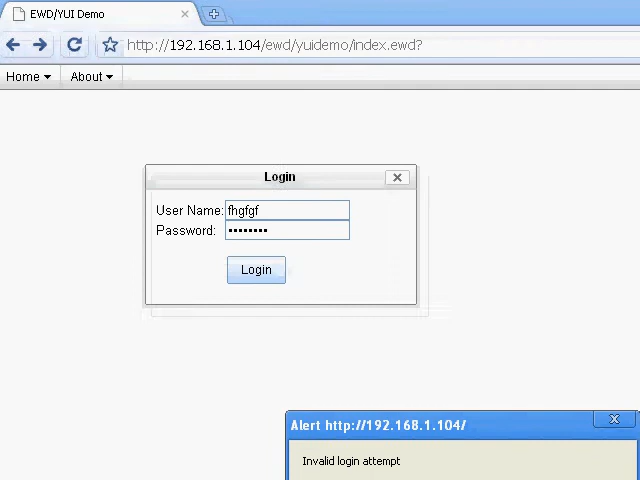 EWD/YUI Demo
http://192.168.1.104/ewd/yuidemo/index.ewd?
Home About
Login
User Name: fhgfgf
Password: ••••••••
Login
Alert http://192.168.1.104/
Invalid login attempt